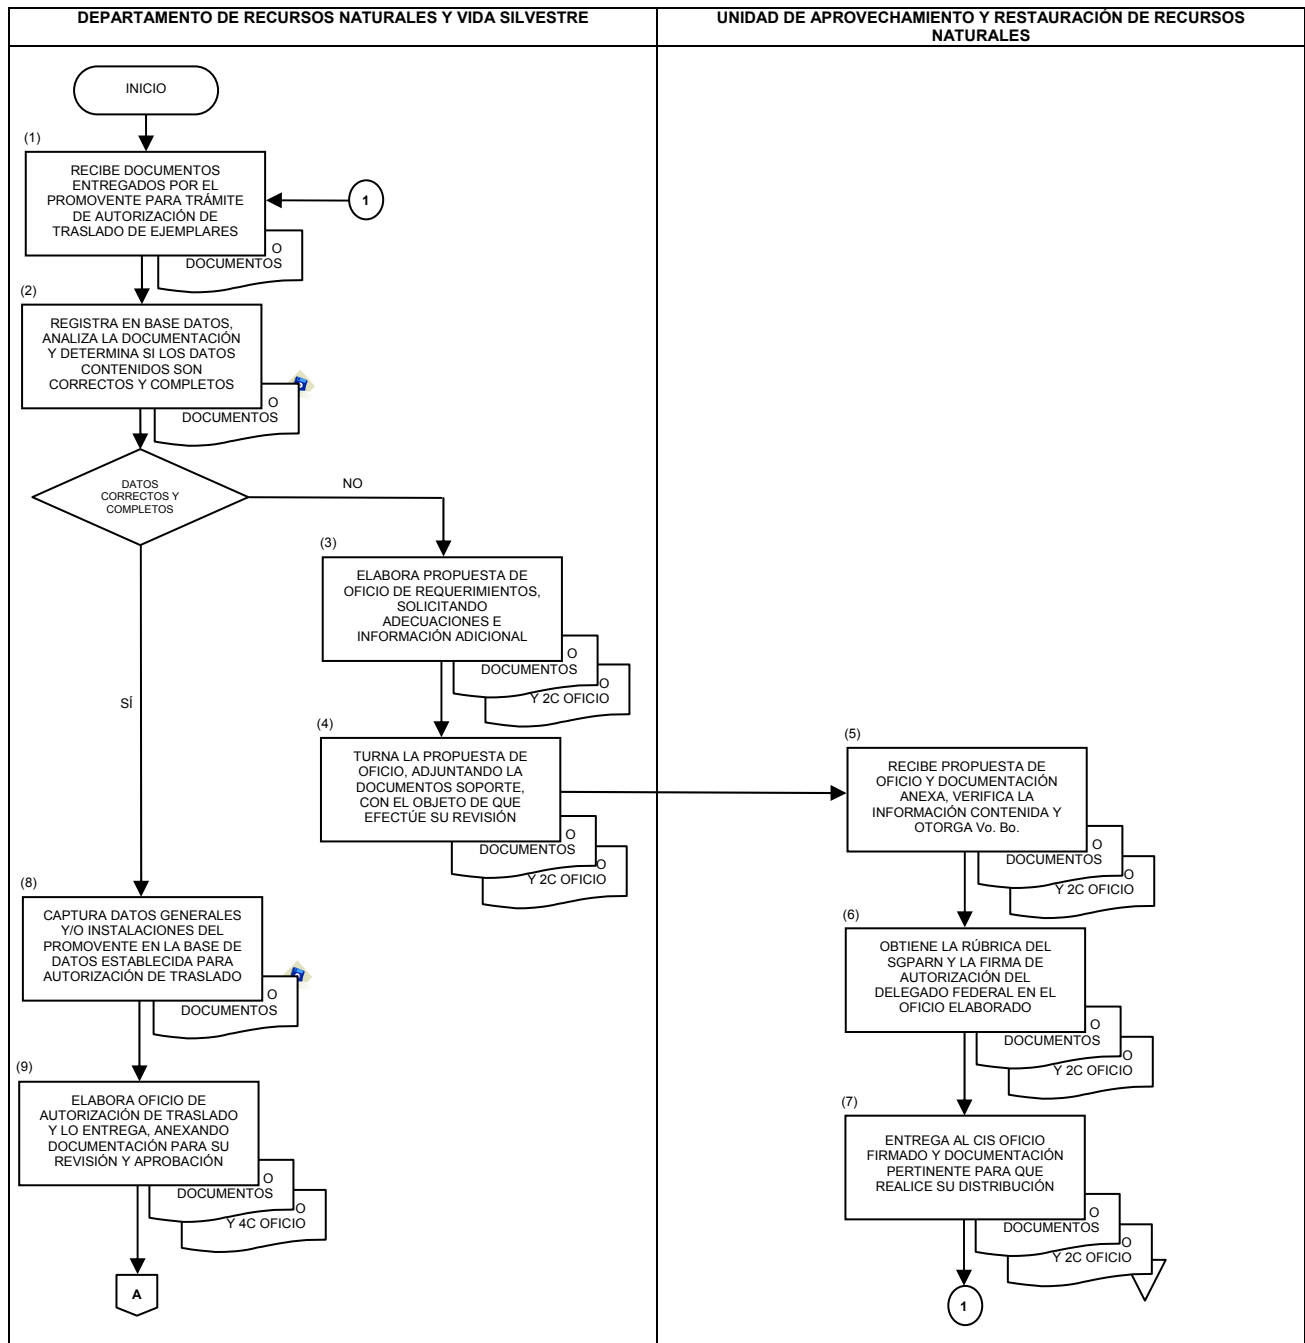 DEPARTAMENTO DE RECURSOS NATURALES Y VIDA SILVESTRE
UNIDAD DE APROVECHAMIENTO Y RESTAURACIÓN DE RECURSOS
NATURALES
INICIO
(1)
RECIBE DOCUMENTOS
ENTREGADOS POR EL
PROMOVENTE PARA TRÁMITE
DE AUTORIZACIÓN DE
TRASLADO DE EJEMPLARES
1
O
DOCUMENTOS
(2)
REGISTRA EN BASE DATOS,
ANALIZA LA DOCUMENTACIÓN
Y DETERMINA SI LOS DATOS
CONTENIDOS SON
CORRECTOS Y COMPLETOS
O
DOCUMENTOS
DATOS
CORRECTOS Y
COMPLETOS
NO
(3)
ELABORA PROPUESTA DE
OFICIO DE REQUERIMIENTOS,
SOLICITANDO
ADECUACIONES E
INFORMACIÓN ADICIONAL
O
DOCUMENTOS
O
Y 2C OFICIO
SÍ
(4)
TURNA LA PROPUESTA DE
OFICIO, ADJUNTANDO LA
DOCUMENTOS SOPORTE,
CON EL OBJETO DE QUE
EFECTÚE SU REVISIÓN
O
DOCUMENTOS
O
Y 2C OFICIO
(5)
RECIBE PROPUESTA DE
OFICIO Y DOCUMENTACIÓN
ANEXA, VERIFICA LA
INFORMACIÓN CONTENIDA Y
OTORGA Vo. Bo.
O
DOCUMENTOS
O
Y 2C OFICIO
(8)
CAPTURA DATOS GENERALES
Y/O INSTALACIONES DEL
PROMOVENTE EN LA BASE DE
DATOS ESTABLECIDA PARA
AUTORIZACIÓN DE TRASLADO
O
DOCUMENTOS
(6)
OBTIENE LA RÚBRICA DEL
SGPARN Y LA FIRMA DE
AUTORIZACIÓN DEL
DELEGADO FEDERAL EN EL
OFICIO ELABORADO
O
DOCUMENTOS
O
Y 2C OFICIO
(9)
ELABORA OFICIO DE
AUTORIZACIÓN DE TRASLADO
Y LO ENTREGA, ANEXANDO
DOCUMENTACIÓN PARA SU
REVISIÓN Y APROBACIÓN
O
DOCUMENTOS
O
Y 4C OFICIO
A
(7)
ENTREGA AL CIS OFICIO
FIRMADO Y DOCUMENTACIÓN
PERTINENTE PARA QUE
REALICE SU DISTRIBUCIÓN
O
DOCUMENTOS
O
Y 2C OFICIO
1